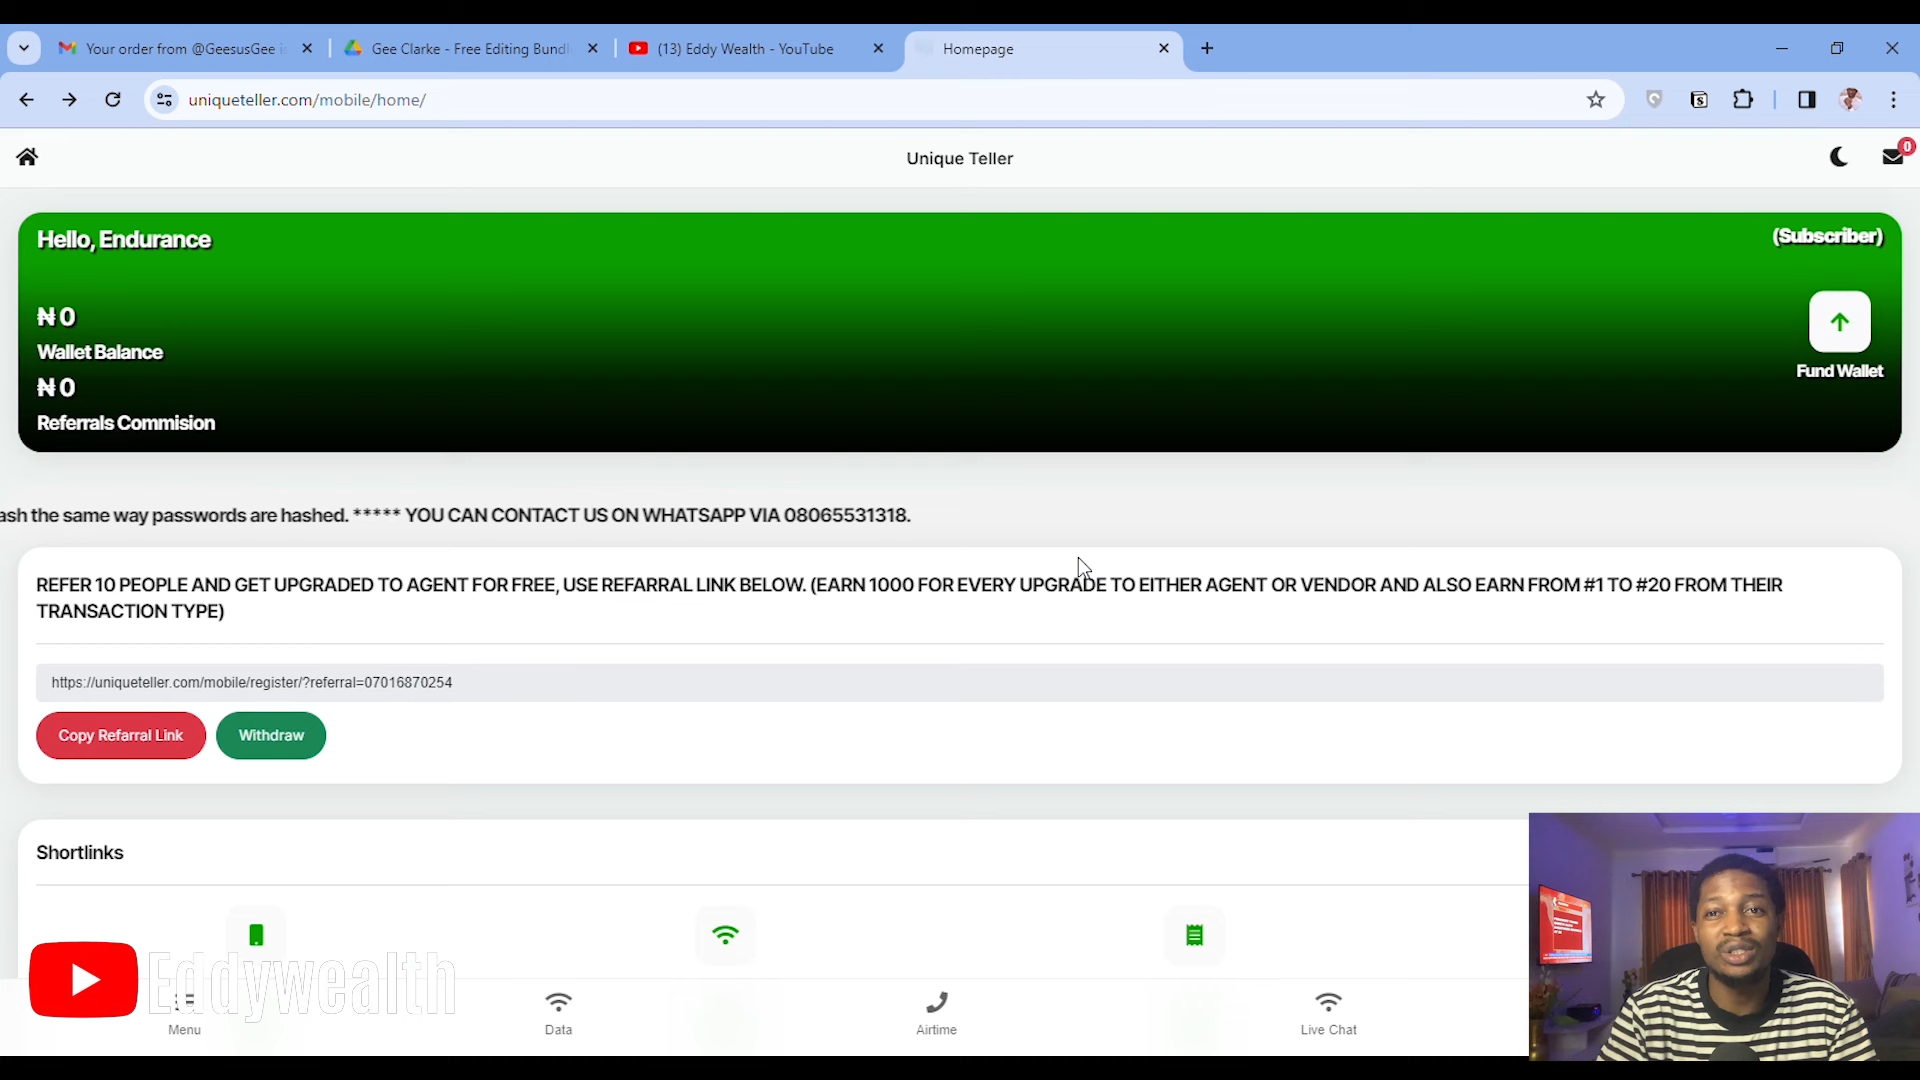 Your order from @GeesusGee is
Gee Clarke - Free Editing Bundl
(13) Eddy Wealth - YouTube
Homepage
uniqueteller.com/mobile/home/
Unique Teller
0
Hello, Endurance
(Subscriber)
₦ 0
Wallet Balance
₦ 0
Referrals Commision
Fund Wallet
ash the same way passwords are hashed. ***** YOU CAN CONTACT US ON WHATSAPP VIA 08065531318.
REFER 10 PEOPLE AND GET UPGRADED TO AGENT FOR FREE, USE REFARRAL LINK BELOW. (EARN 1000 FOR EVERY UPGRADE TO EITHER AGENT OR VENDOR AND ALSO EARN FROM #1 TO #20 FROM THEIR
TRANSACTION TYPE)
https://uniqueteller.com/mobile/register/?referral=07016870254
Copy Refarral Link
Withdraw
Shortlinks
Eddywealth
Menu
Data
Airtime
Live Chat